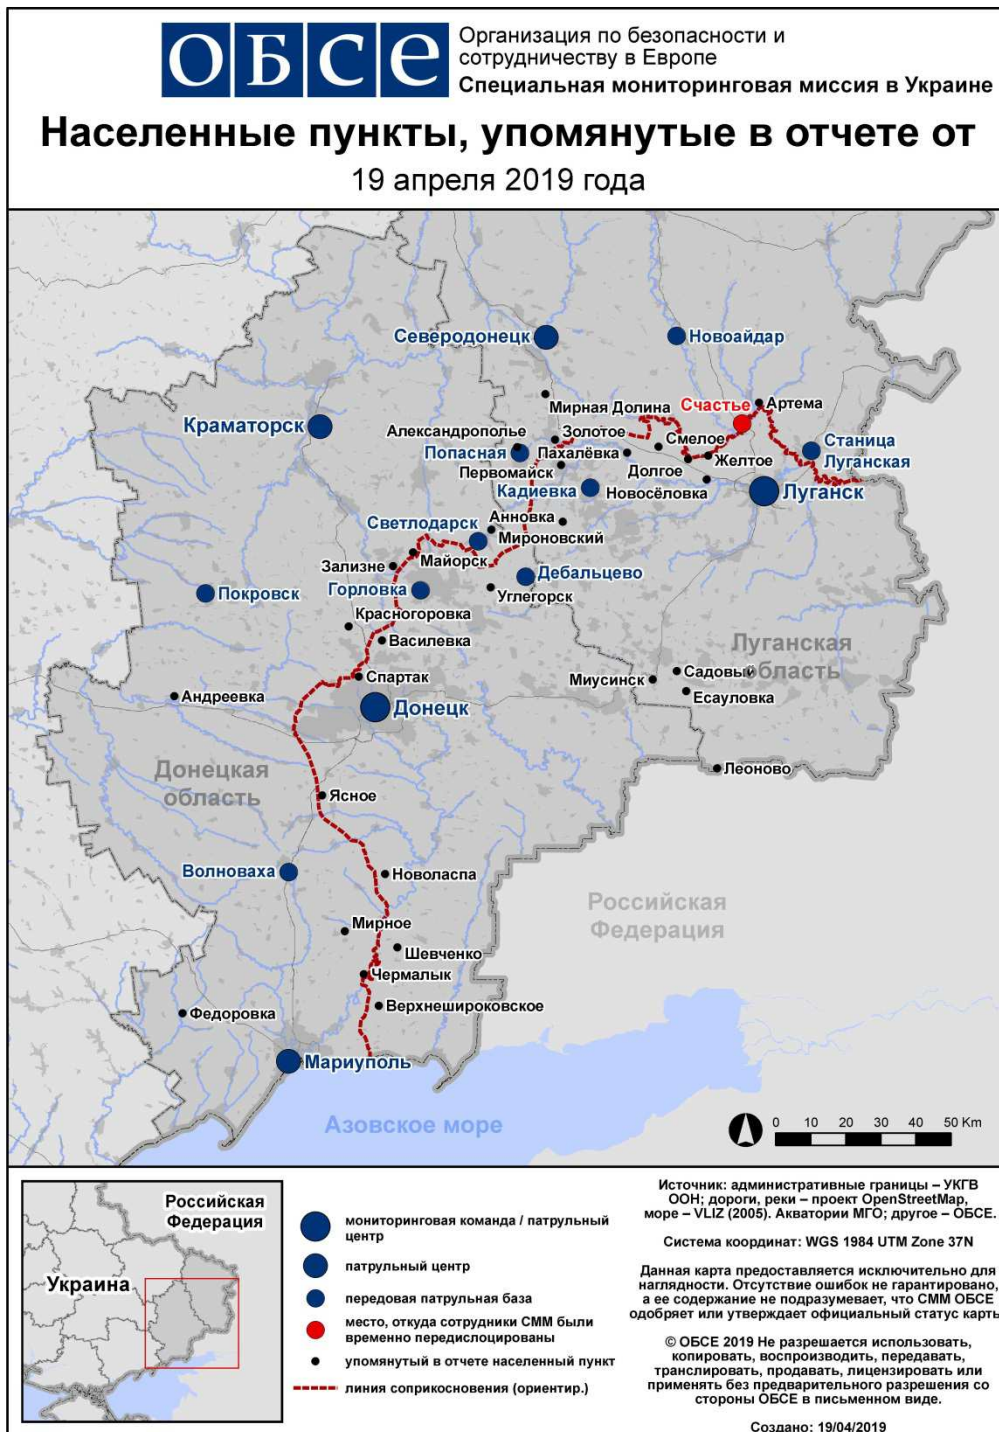 ОБСЕ
Организация по безопасности и
сотрудничеству в Европе
Специальная мониторинговая миссия в Украине
Населенные пункты, упомянутые в отчете от
19 апреля 2019 года
Северодонецк
Новоайдар
Мирная Долина
Счастье
Артема
Краматорск
Александрополье
Золотое
Смелое
Станица
Луганская
Попасная
Пахалёвка
Желтое
Первомайск
Долгое
Кадиевка
Новосёловка
Луганск
Анновка
Светлодарск
Мироновский
Майорск
Зализне
Дебальцево
Горловка
Покровск
Углегорск
Красногоровка
Василевка
Луганская
область
Спартак
Миусинск
Садовый
Андреевка
Есауловка
Донецк
Донецкая
область
Леоново
Ясное
Волноваха
Новоласпа
Российская
Федерация
Мирное
Шевченко
Чермалык
Верхнешироковское
Федоровка
Мариуполь
Азовское море
0 10 20 30 40 50 Km
Российская
Федерация
Украина
мониторинговая команда / патрульный
центр
патрульный центр
передовая патрульная база
место, откуда сотрудники СММ были
временно передислоцированы
упомянутый в отчете населенный пункт
линия соприкосновения (ориентир.)
Источник: административные границы – УКГВ
ООН; дороги, реки – проект OpenStreetMap,
море – VLIZ (2005). Акватории МГО; другое – ОБСЕ.
Система координат: WGS 1984 UTM Zone 37N
Данная карта предоставляется исключительно для
наглядности. Отсутствие ошибок не гарантировано,
а ее содержание не подразумевает, что СММ ОБСЕ
одобряет или утверждает официальный статус карты
© ОБСЕ 2019 Не разрешается использовать,
копировать, воспроизводить, передавать,
транслировать, продавать, лицензировать или
применять без предварительного разрешения со
стороны ОБСЕ в письменном виде.
Создано: 19/04/2019